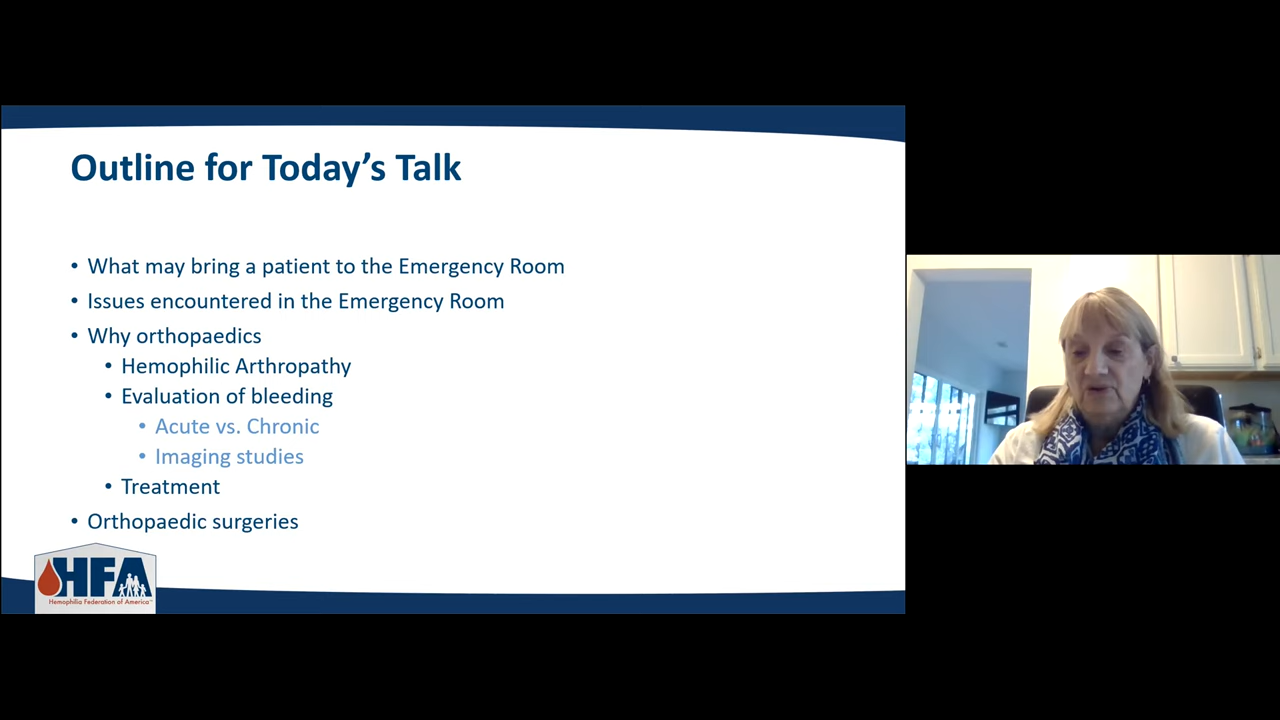 Outline for Today's Talk
• What may bring a patient to the Emergency Room
• Issues encountered in the Emergency Room
• Why orthopaedics
• Hemophilic Arthropathy
• Evaluation of bleeding
• Acute vs. Chronic
• Imaging studies
• Treatment
• Orthopaedic surgeries
HFA
Hemophilia Federation of America